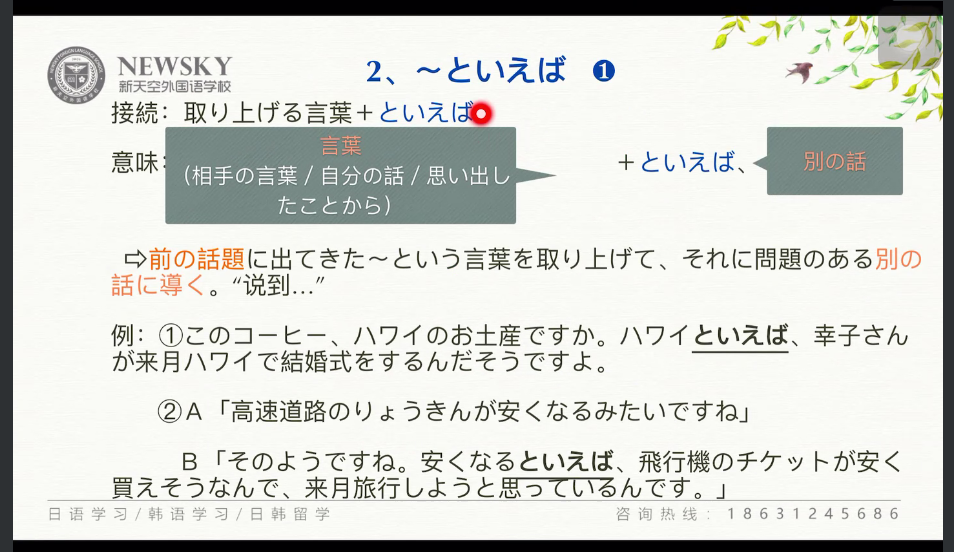 NEWSKY
新天空外国语学校
2、～といえば ❶
接続：取り上げる言葉＋といえば
意味：
言葉
（相手の言葉 / 自分の話 / 思い出し
たことから）
＋といえば、
別の話
⇨前の話題に出てきた～という言葉を取り上げて、それに問題のある別の
話に導く。“说到…”
例：①このコーヒー、ハワイのお土産ですか。ハワイといえば、幸子さん
が来月ハワイで結婚式をするんだそうですよ。
②Ａ「高速道路のりょうきんが安くなるみたいですね」
Ｂ「そのようですね。安くなるといえば、飛行機のチケットが安く
買えそうなんで、来月旅行しようと思っているんです。」
日语学习/韩语学习/日韩留学
咨询热线：18631245686